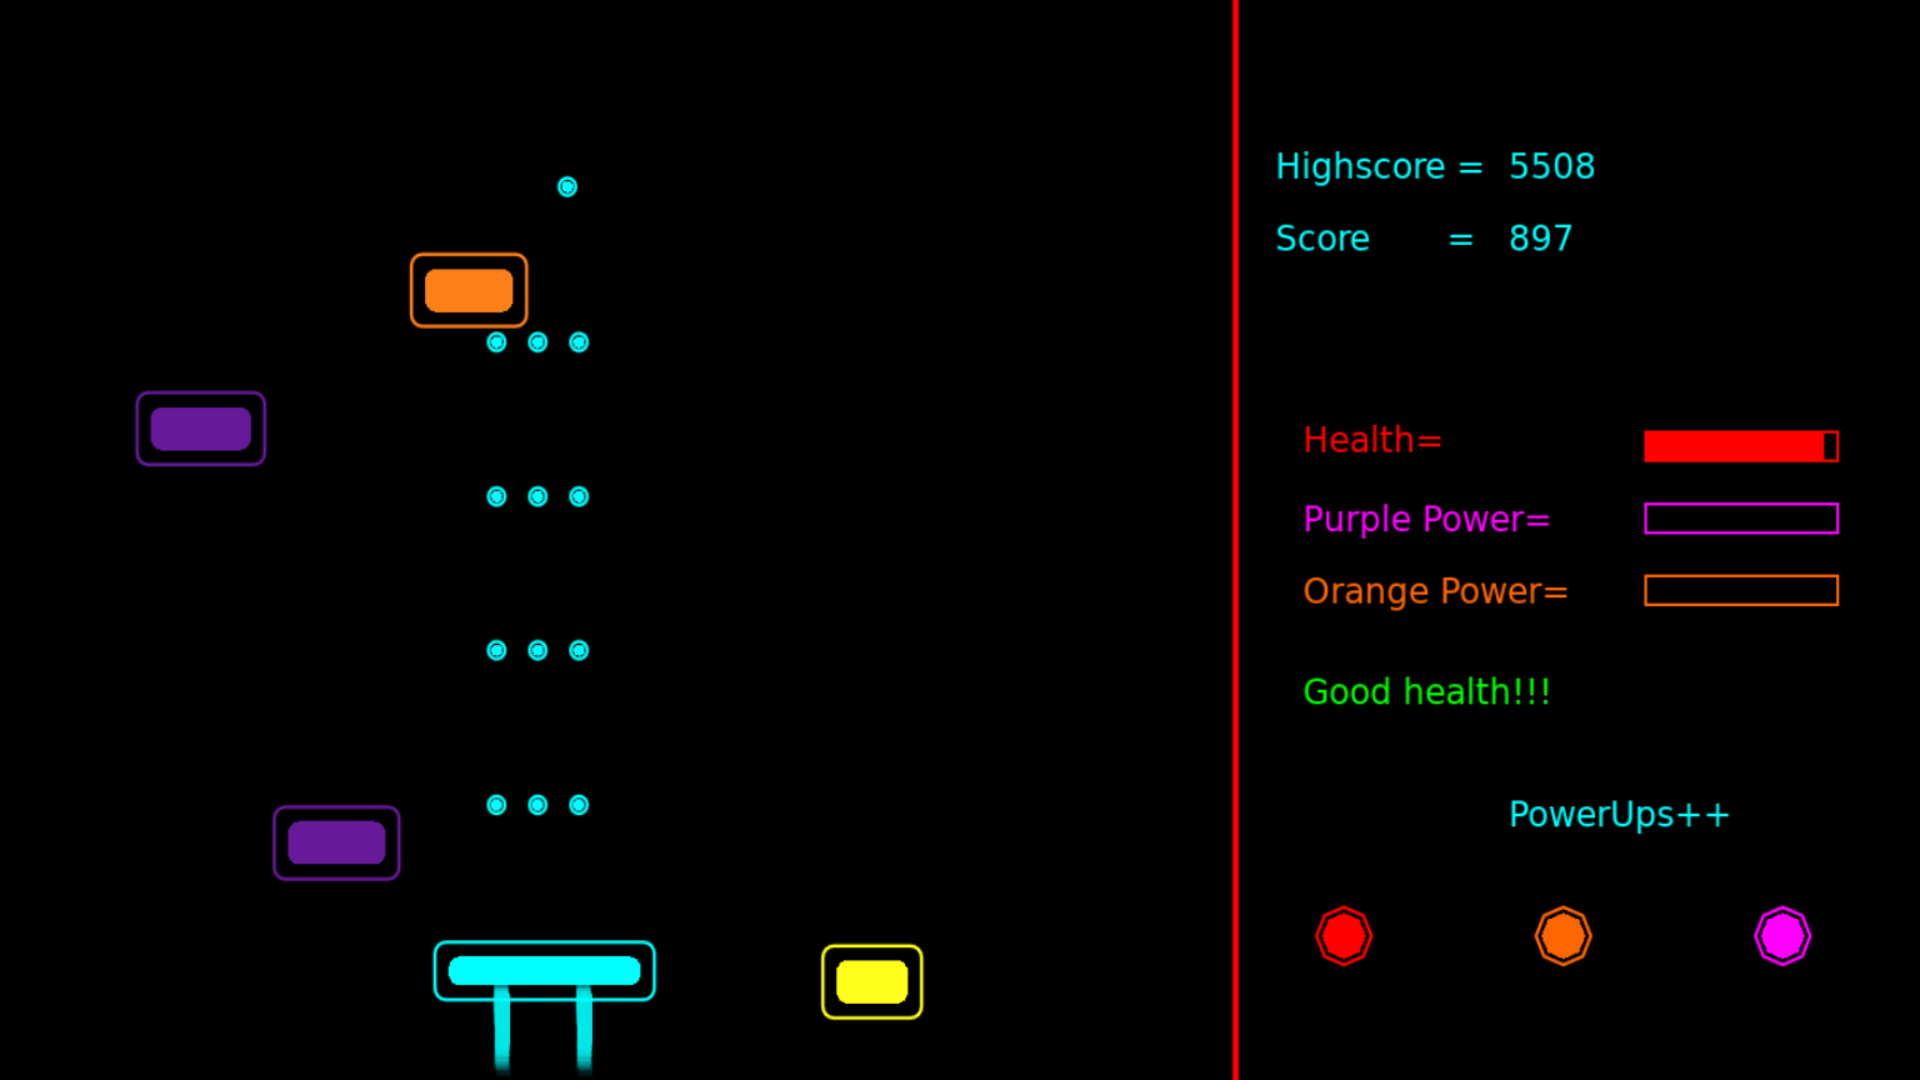 Highscore = 5508
Score = 897
Health=
Purple Power=
Orange Power=
Good health!!!
PowerUps++